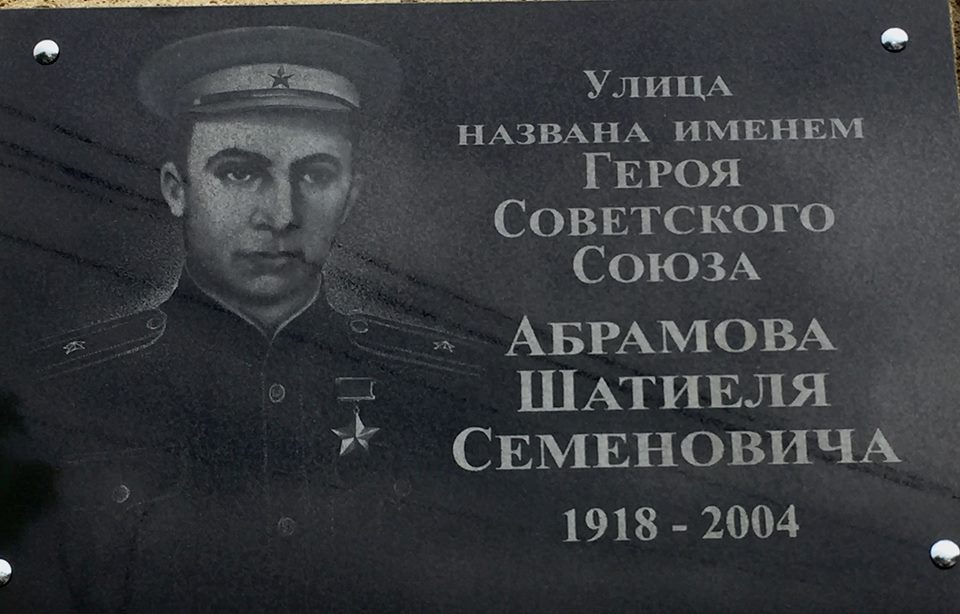 Улица
названа именем
Героя
Советского
Союза
Абрамова
Шатиеля
Семеновича
1918 - 2004